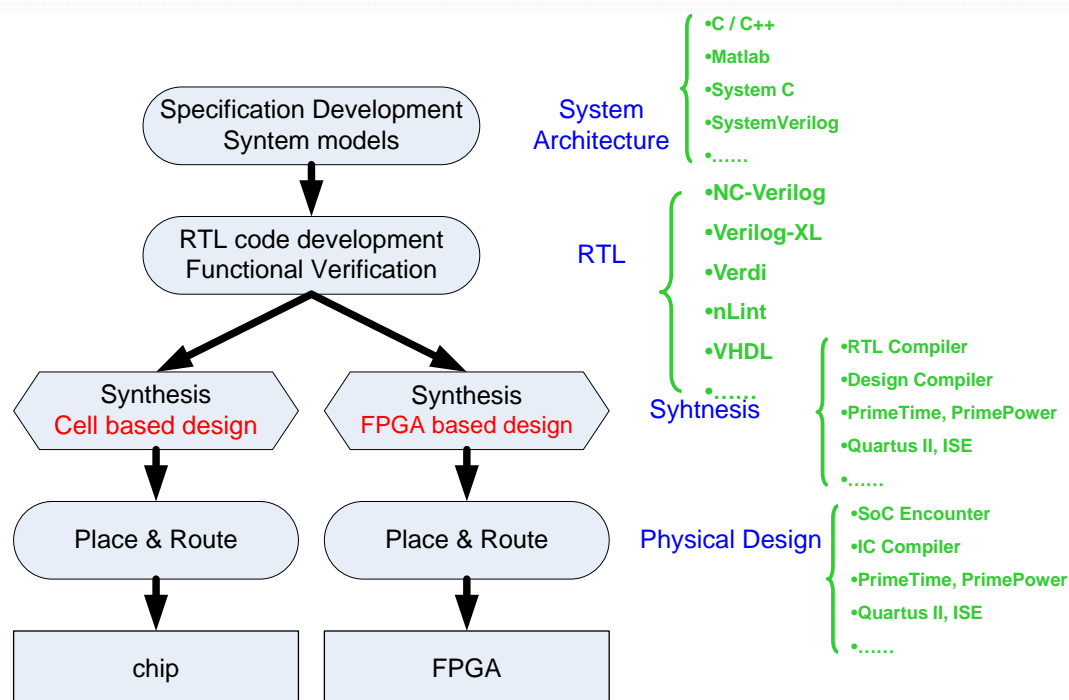 Specification Development
Syntem models
RTL code development
Functional Verification
Synthesis
Cell based design
Synthesis
FPGA based design
Place & Route
Place & Route
chip
FPGA
System
Architecture
•C / C++
•Matlab
•System C
•SystemVerilog
•......
RTL
•NC-Verilog
•Verilog-XL
•Verdi
•nLint
•VHDL
•......
Syhtnesis
•RTL Compiler
•Design Compiler
•PrimeTime, PrimePower
•Quartus II, ISE
•......
Physical Design
•SoC Encounter
•IC Compiler
•PrimeTime, PrimePower
•Quartus II, ISE
•......